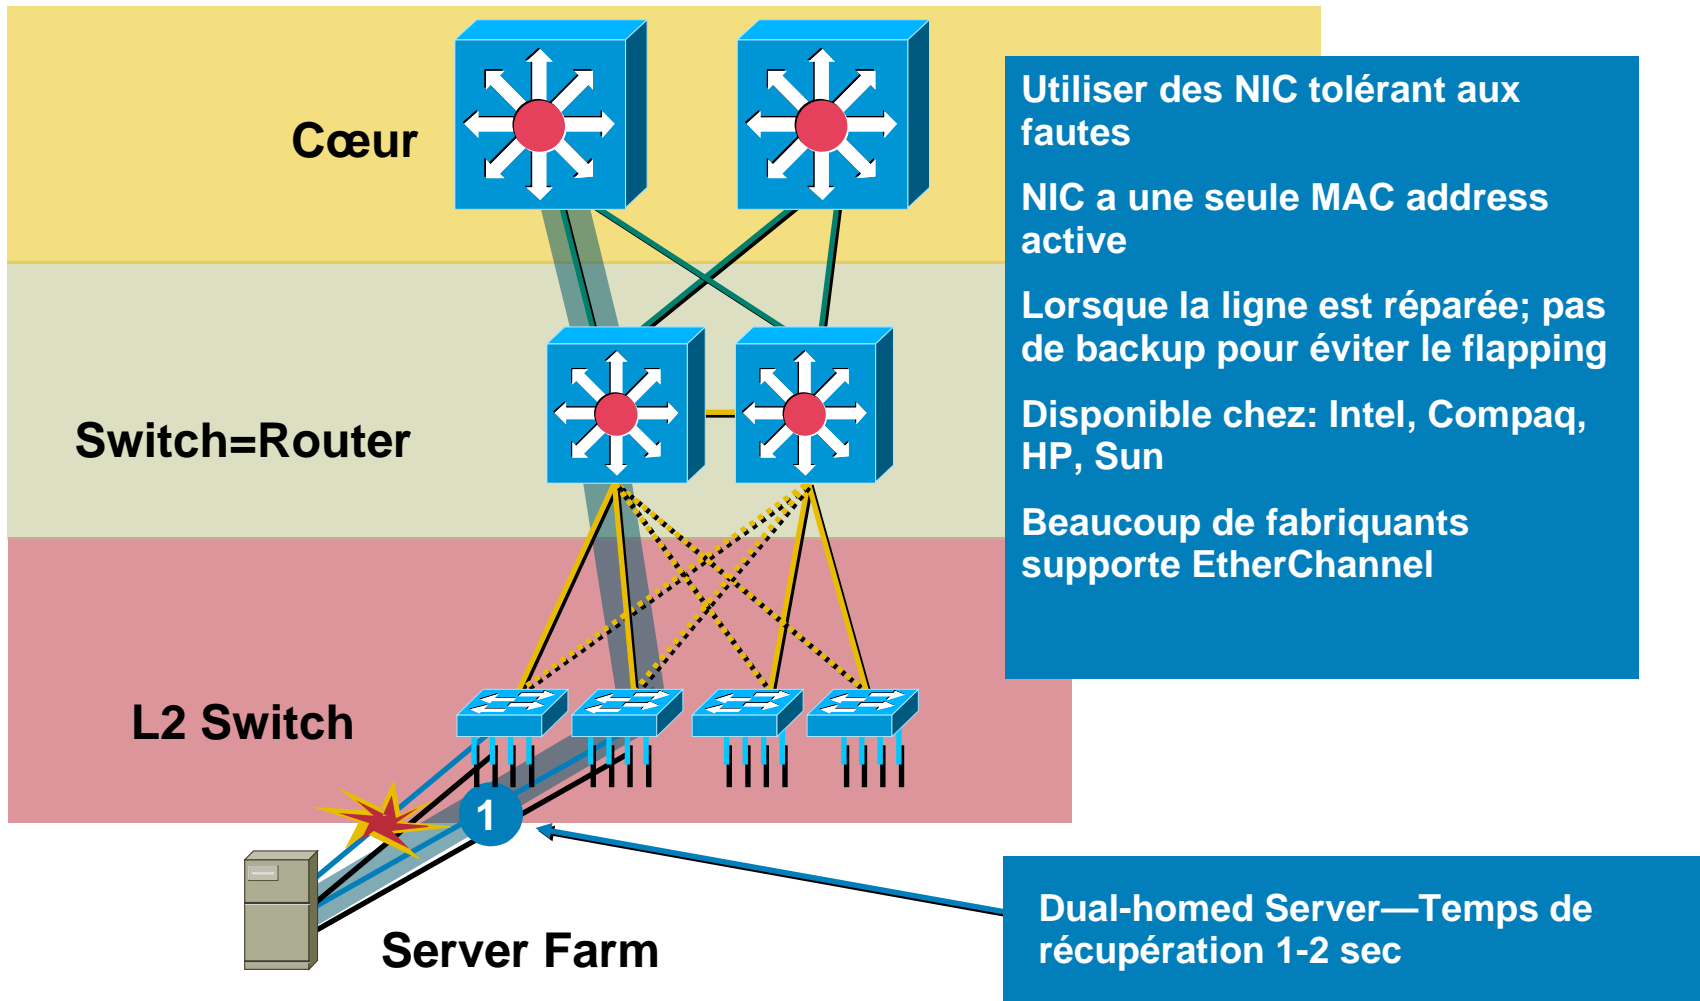 Cœur
Utiliser des NIC tolérant aux
fautes
NIC a une seule MAC address
active
Lorsque la ligne est réparée; pas
de backup pour éviter le flapping
Disponible chez: Intel, Compaq,
HP, Sun
Beaucoup de fabriquants
supporte EtherChannel
Switch=Router
L2 Switch
1
Server Farm
Dual-homed Server—Temps de
récupération 1-2 sec